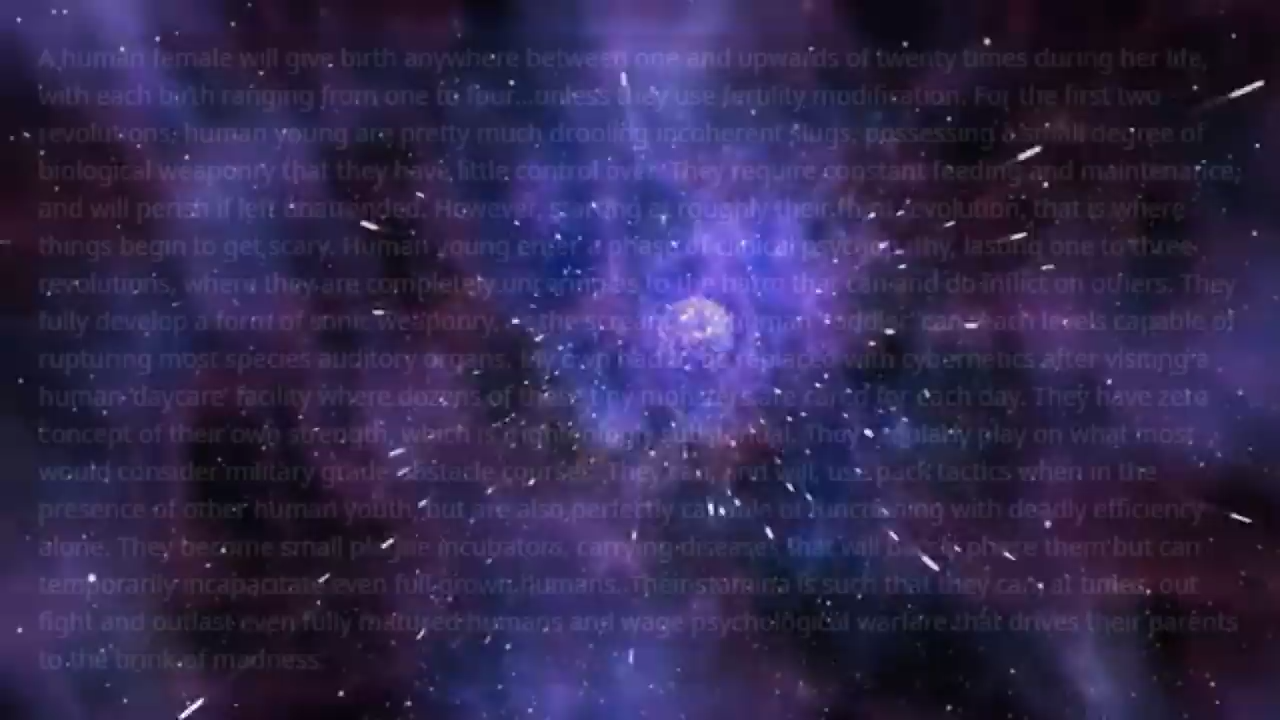 A human female will give birth anywhere between one and upwards of twenty times during her life,
with each birth ranging from one to four...unless they use fertility modification. For the first two
revolutions, human young are pretty much drooling incoherent slugs, possessing a small degree of
biological weaponry that they have little control over. They require constant feeding and maintenance,
and will perish if left unattended. However, starting at roughly their third revolution, that is where
things begin to get scary. Human young enter a phase of clinical psychopathy, lasting one to three
revolutions, where they are completely uncaring as to the harm that can and do inflict on others. They
fully develop a form of sonic weaponry, as the scream of a human 'toddler' can reach levels capable of
rupturing most species auditory organs. My own had to be replaced with cybernetics after visiting a
human 'daycare' facility where dozens of these tiny monsters are cared for each day. They have zero
concept of their own strength, which is frighteningly substantial. They regularly play on what most
would consider military grade obstacle courses. They can, and will, use pack tactics when in the
presence of other human youth, but are also perfectly capable of functioning with deadly efficiency
alone. They become small plague incubators, carrying diseases that will barely phase them but can
temporarily incapacitate even full grown humans. Their stamina is such that they can, at times, out
fight and outlast even fully matured humans and wage psychological warfare that drives their parents
to the brink of madness.